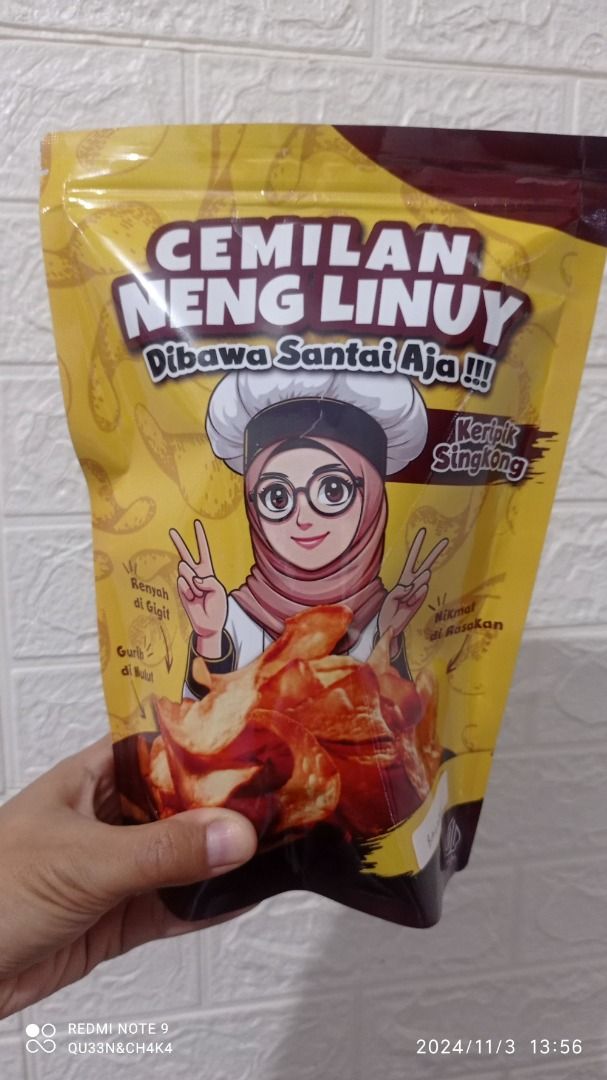 CEMILAN
NENG LINUY
Dibawa Santai Aja !!!
Keripik
Singkong
Renyah
di Gigit
Nikmat
di Rasakan
Gurih
di Mulut
REDMI NOTE 9
QU33N&CH4K4
2024/11/3 13:56